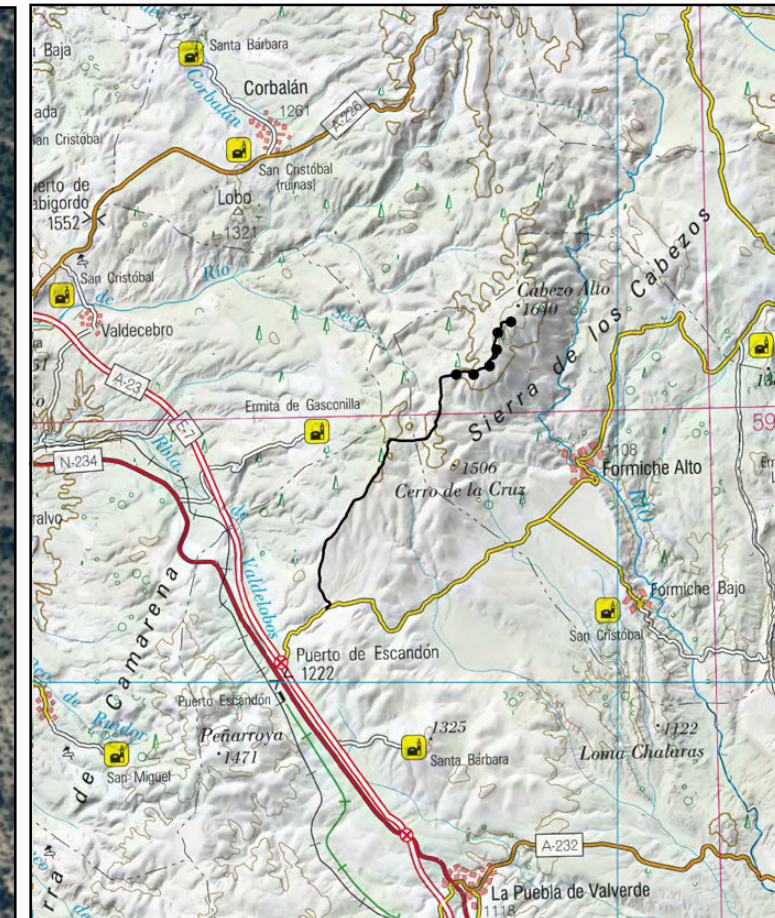 Baja
Santa Bárbara
Corbalán
Corbalán
1261
A-226
San Cristóbal
San Cristóbal
(ruinas)
Lobo
1321
1552
San Cristóbal
de
Río
Seco
Valdecebro
Cabezo Alto
1640
Sierra de los Cabezos
A-23
E-7
Ermita de Gasconilla
N-234
Rbla.
de
Valdelobos
59
1506
Cerro de la Cruz
1108
Formiche Alto
RÍO
Formiche Bajo
San Cristóbal
de Camarena
Puerto de Escandón
1222
Puerto Escandón
de
Ruidor
Peñarroya
1471
San Miguel
1325
Santa Bárbara
1122
Loma Chalaras
A-232
La Puebla de Valverde
1118